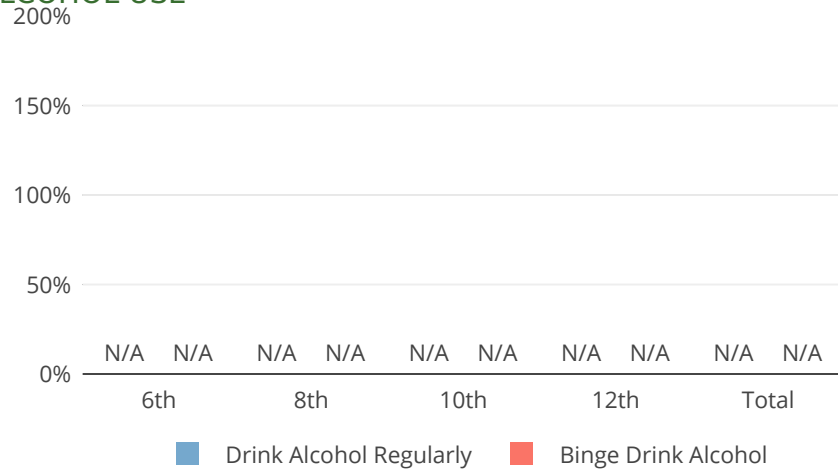 200%
150%
100%
50%
N/A N/A N/A N/A N/A N/A N/A N/A N/A N/A
0%
6th 8th 10th 12th Total
Drink Alcohol Regularly Binge Drink Alcohol